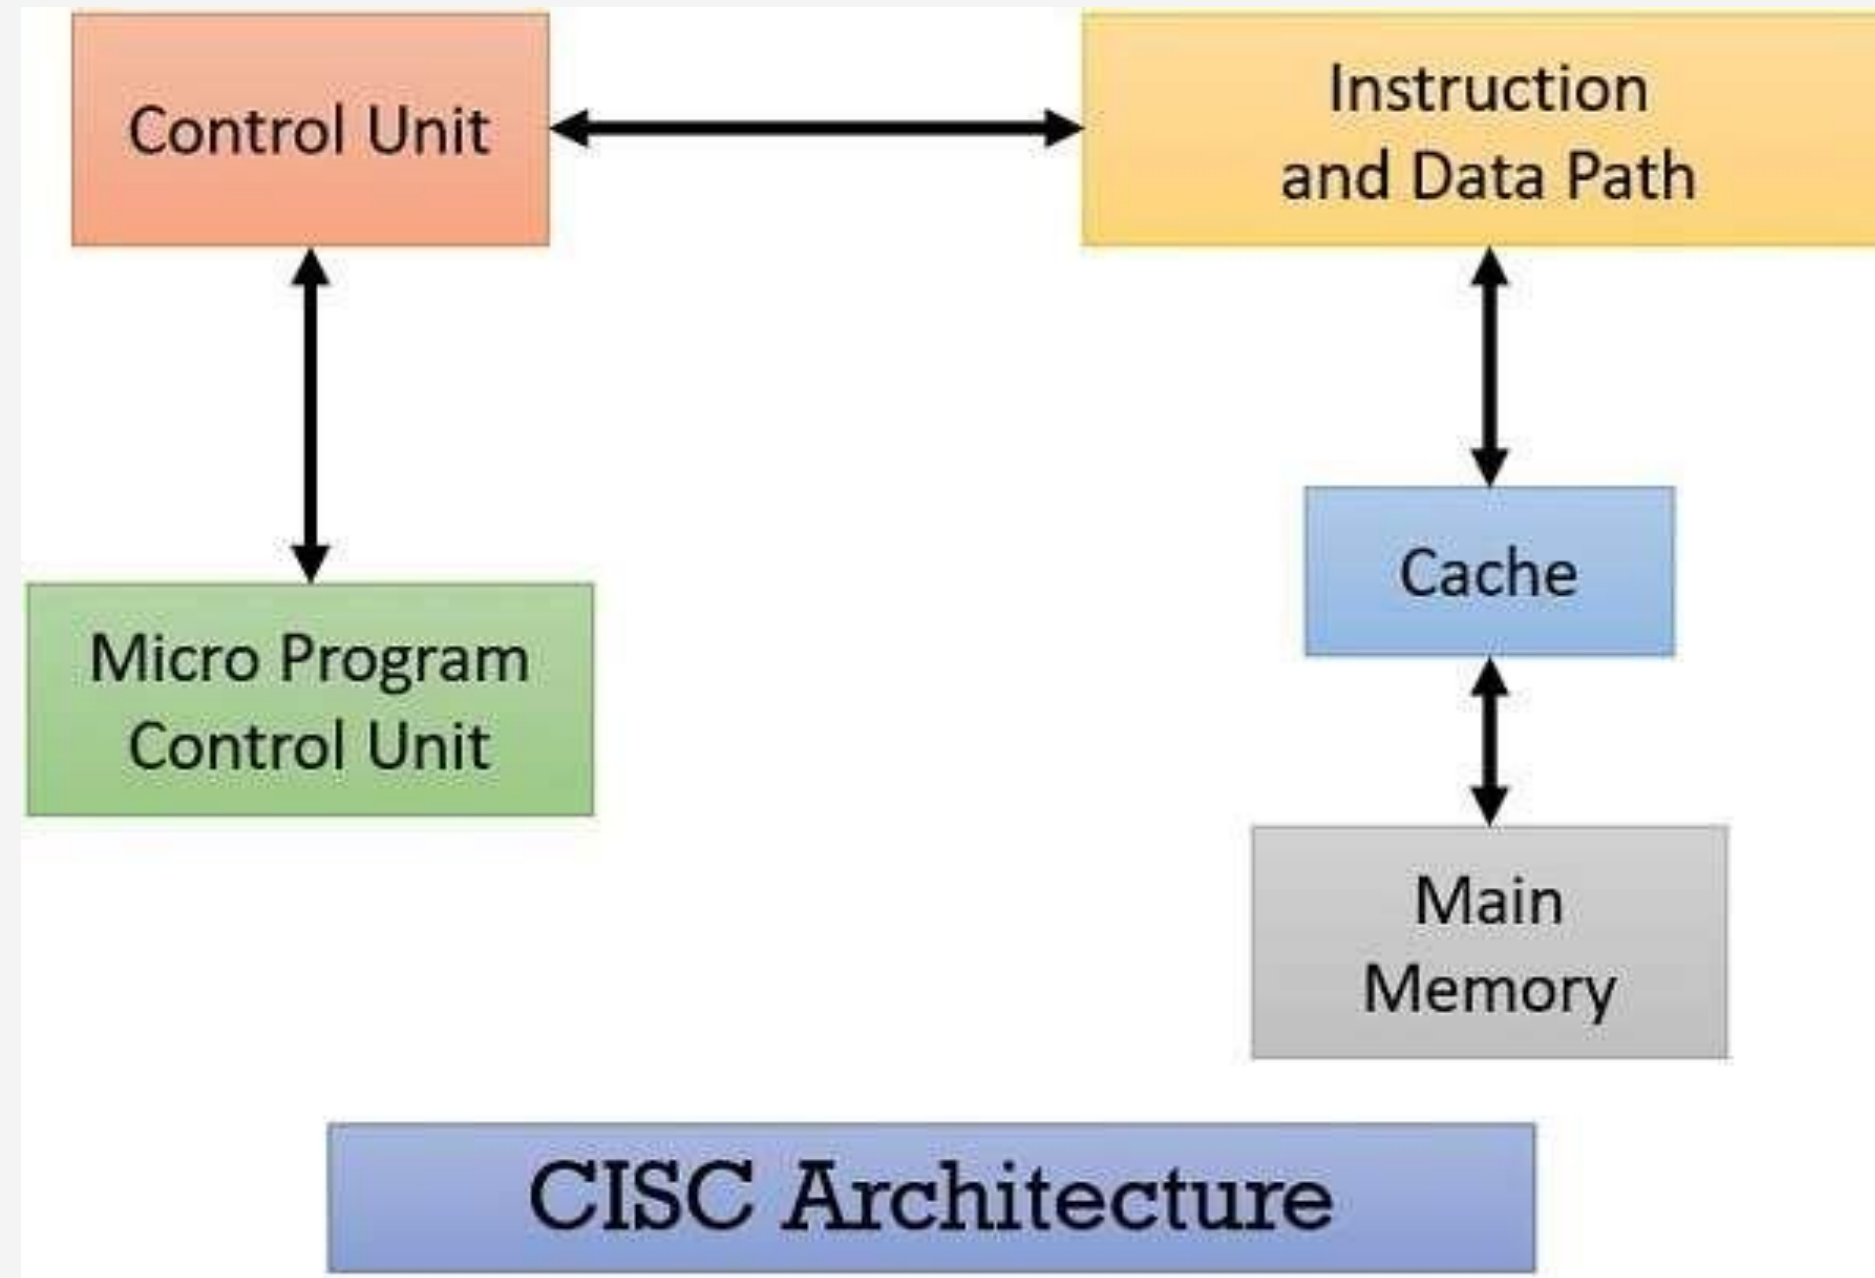 Control Unit
Instruction
and Data Path
Cache
Micro Program
Control Unit
Main
Memory
CISC Architecture